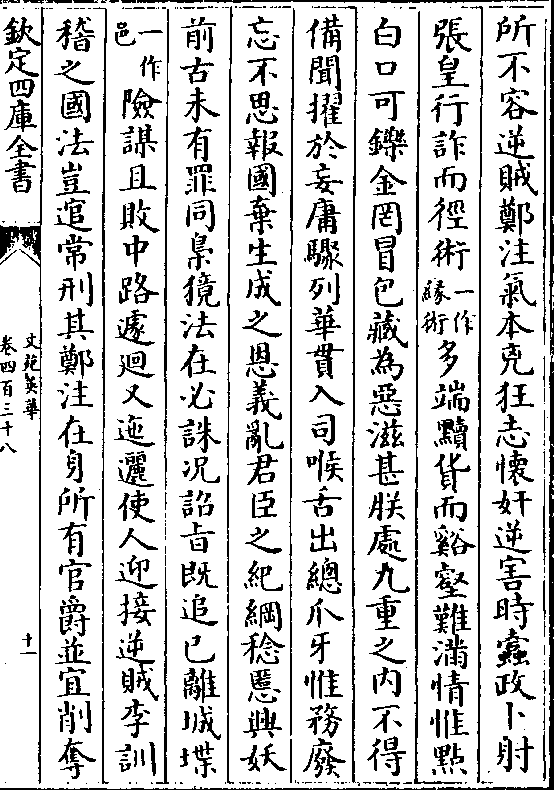 所不容逆賊鄭注氣本兇狂志懷奸逆害時蠧政卜射
張皇行詐而徑術一作緣術多端黷貨而谿壑難滿情惟點
白口可鑠金罔冒包藏為惡滋甚朕處九重之内不得
備聞擢於妄庸驟列華貫入司喉舌出總爪牙惟務廢
忘不思報國棄生成之恩義亂君臣之紀綱稔慝興妖
前古未有罪同梟獍法在必誅况詔㫖既追已離城堞
一作邑險謀且敗中路遽迴又迤邐使人迎接逆賊李訓
稽之國法豈逭常刑其鄭注在身所有官爵並宜削奪
欽定四庫全書
文苑英華
卷四百三十八
十一